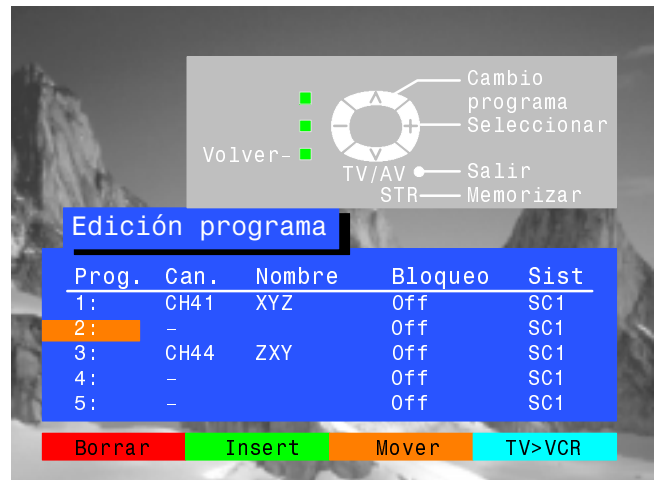 Cambio
programa
Seleccionar
Volver–
TV/AV Salir
STR Memorizar
Edición programa
Prog. Can. Nombre Bloqueo Sist
1: CH41 XYZ Off SC1
2: – Off SC1
3: CH44 ZXY Off SC1
4: – Off SC1
5: – Off SC1
Borrar Insert Mover TV>VCR